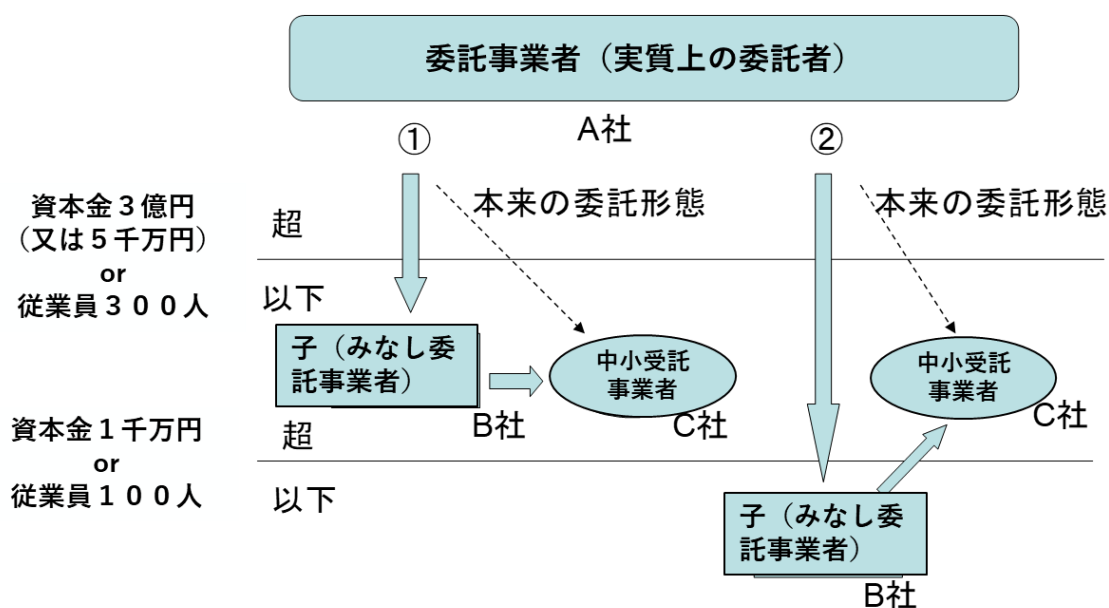 委託事業者（実質上の委託者）
A社
①
②
本来の委託形態
本来の委託形態
資本金３億円
（又は５千万円）
or
従業員３００人
超
以下
子（みなし委
託事業者）
B社
中小受託
事業者
C社
中小受託
事業者
C社
資本金１千万円
or
従業員１００人
超
以下
子（みなし委
託事業者）
B社